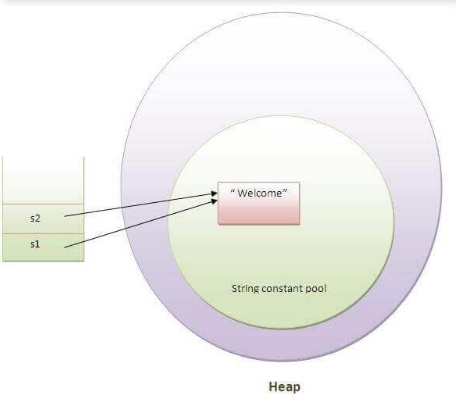 “ Welcome”
s2
s1
String constant pool
Heap